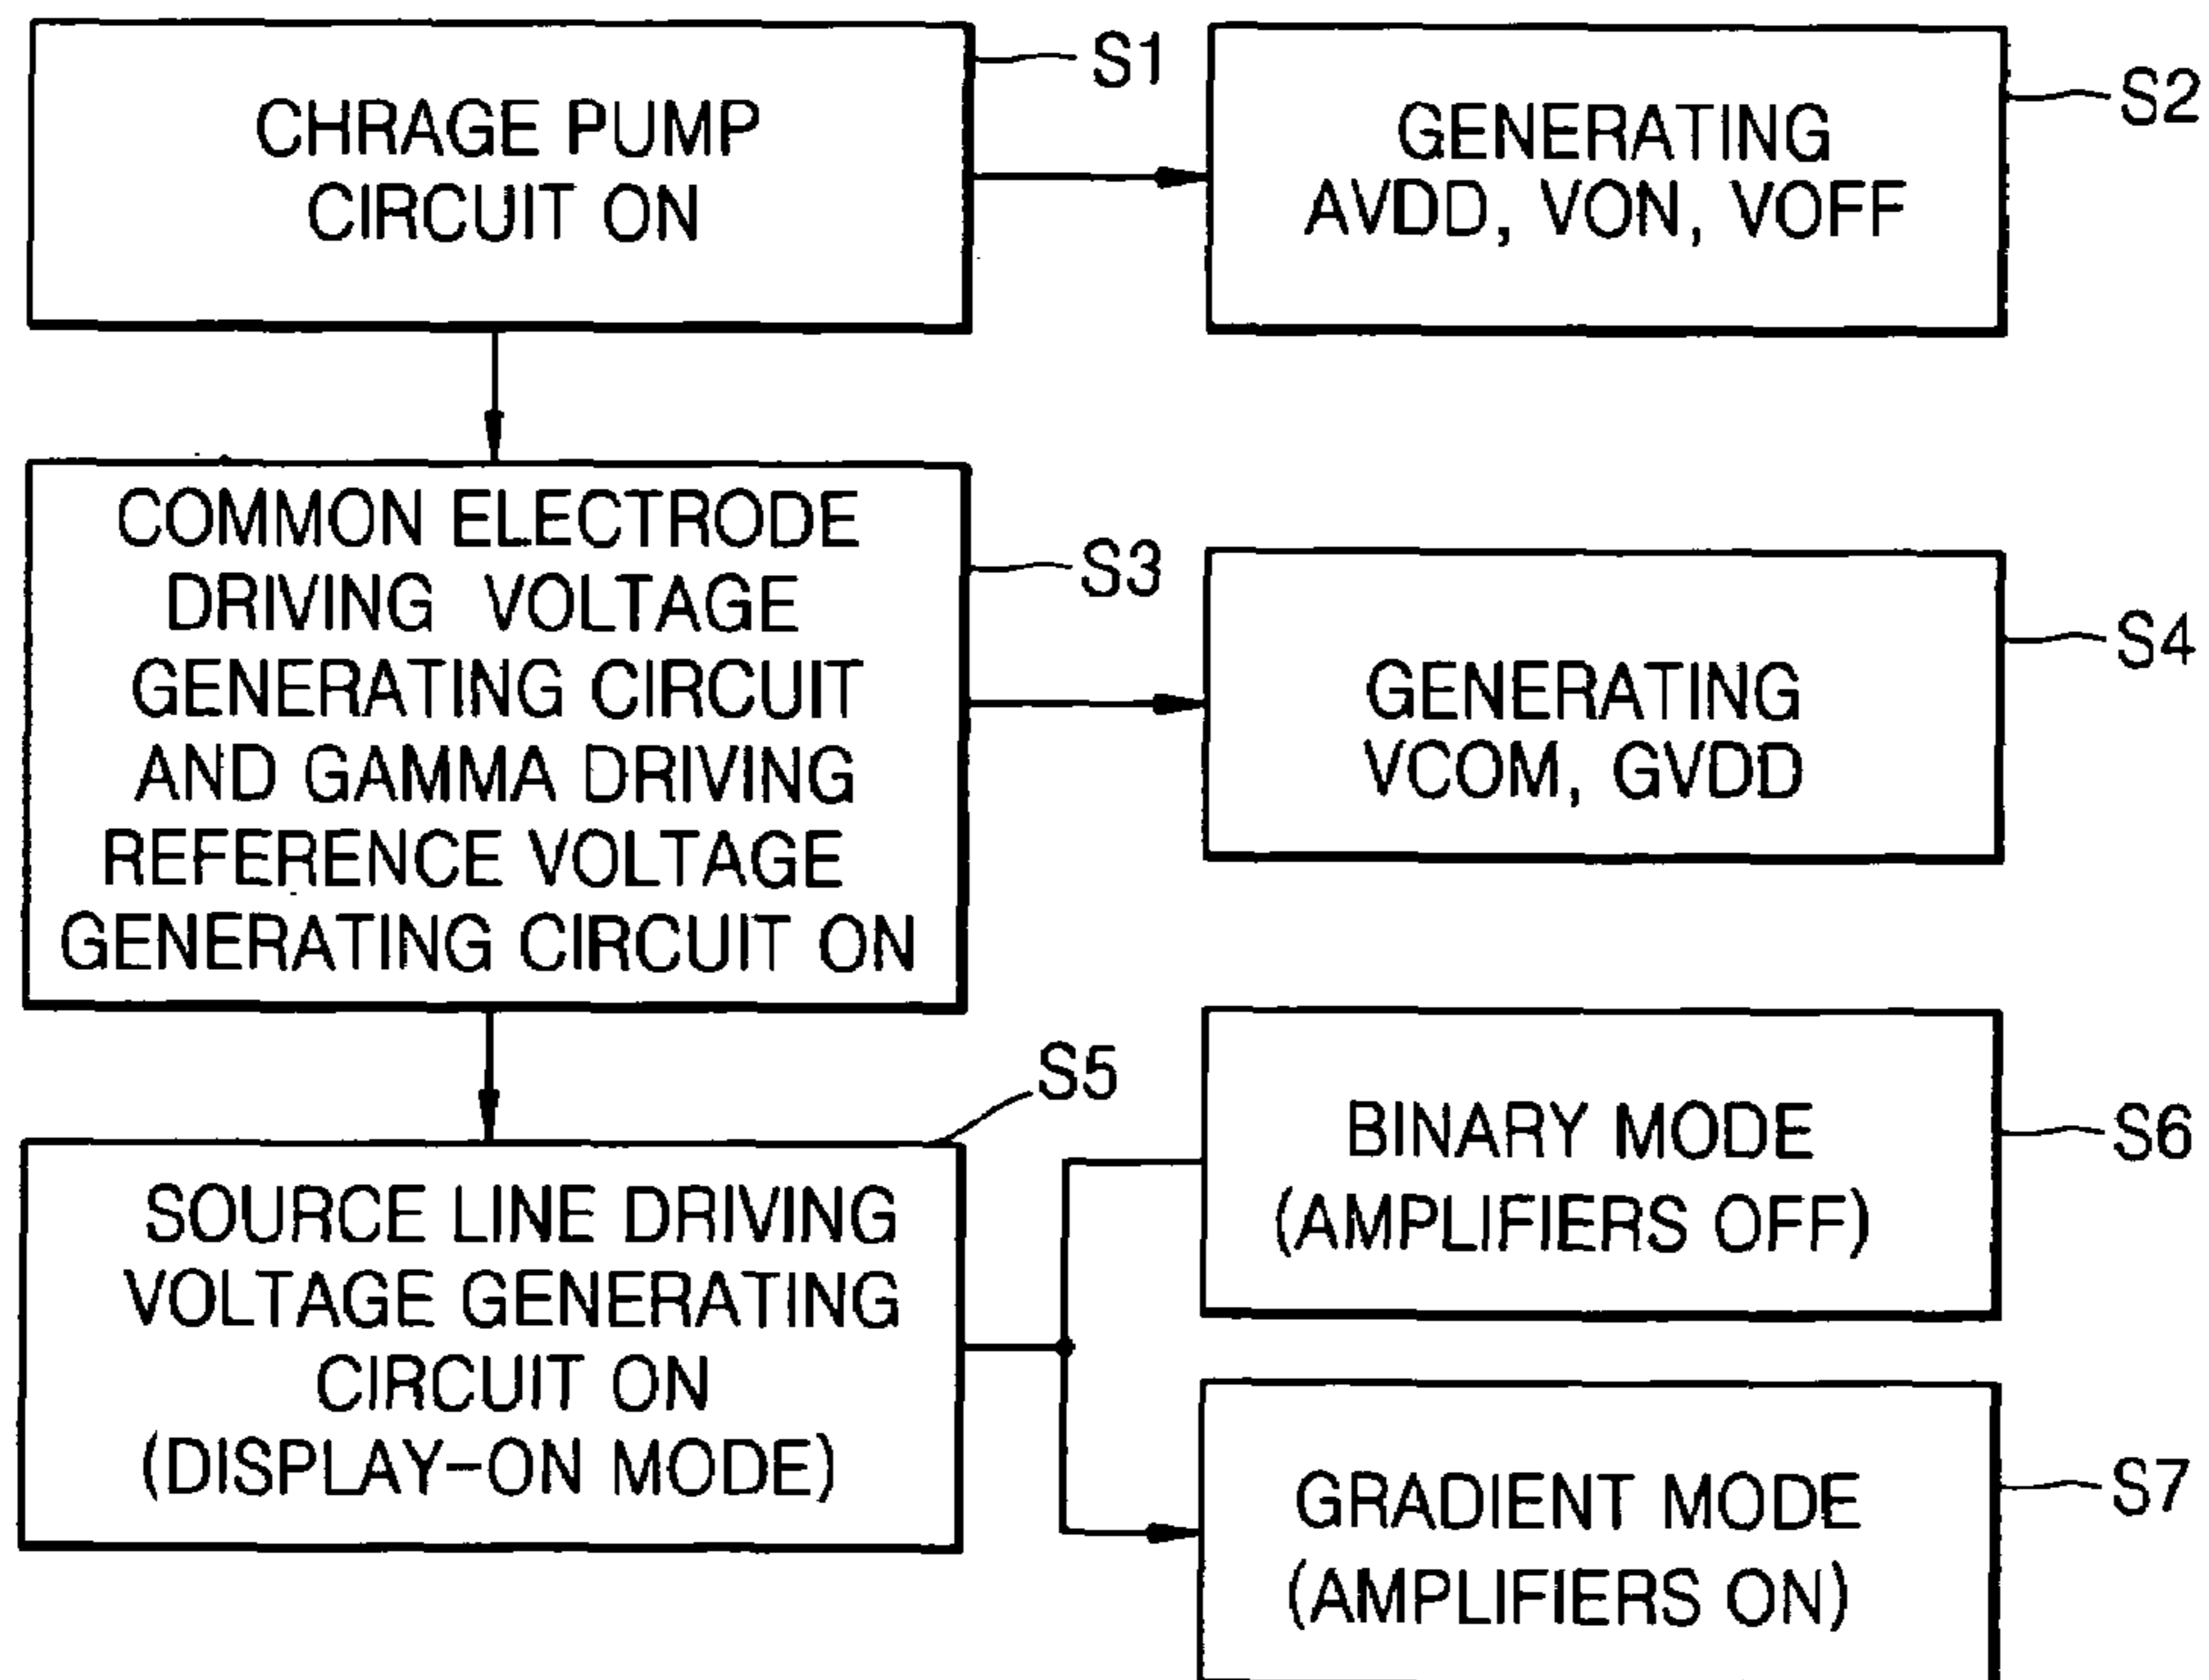 CHRAGE PUMP
CIRCUIT ON
S1
GENERATING
AVDD, VON, VOFF
S2
COMMON ELECTRODE
DRIVING VOLTAGE
GENERATING CIRCUIT
AND GAMMA DRIVING
REFERENCE VOLTAGE
GENERATING CIRCUIT ON
S3
GENERATING
VCOM, GVDD
S4
SOURCE LINE DRIVING
VOLTAGE GENERATING
CIRCUIT ON
(DISPLAY-ON MODE)
S5
BINARY MODE
(AMPLIFIERS OFF)
S6
GRADIENT MODE
(AMPLIFIERS ON)
S7